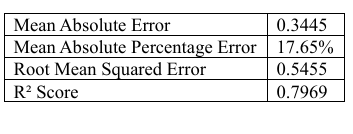 Mean Absolute Error 0.3445
Mean Absolute Percentage Error 17.65%
Root Mean Squared Error 0.5455
R² Score 0.7969